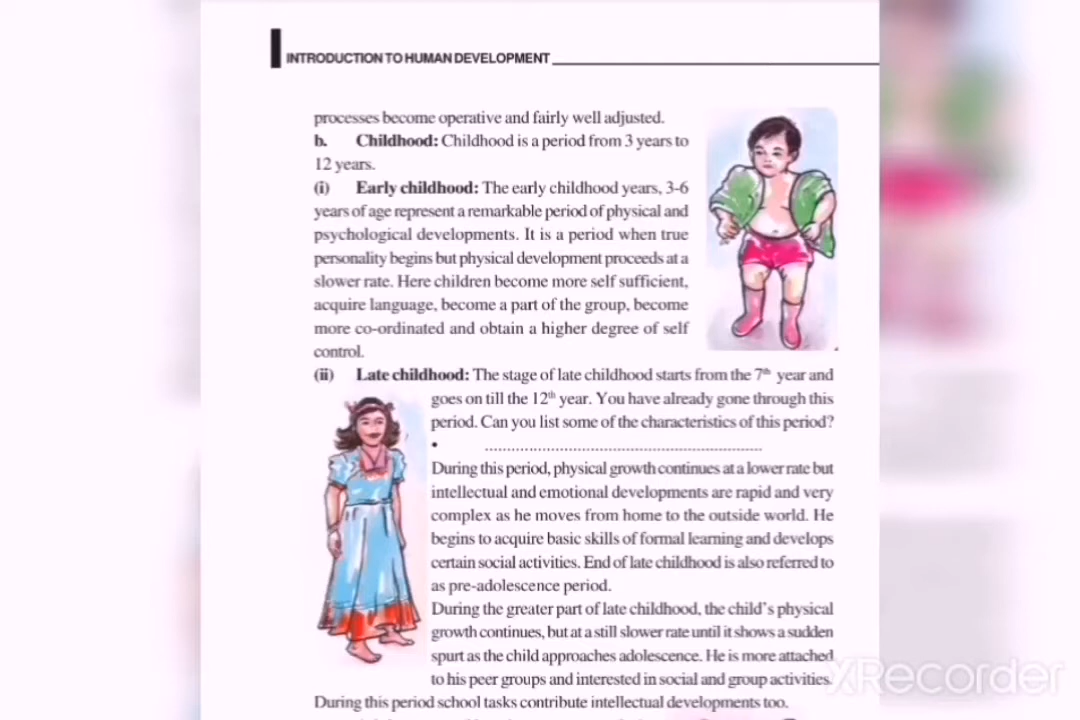 INTRODUCTION TO HUMAN DEVELOPMENT
processes become operative and fairly well adjusted.
b. Childhood: Childhood is a period from 3 years to
12 years.
(i) Early childhood: The early childhood years, 3-6
years of age represent a remarkable period of physical and
psychological developments. It is a period when true
personality begins but physical development proceeds at a
slower rate. Here children become more self sufficient,
acquire language, become a part of the group, become
more co-ordinated and obtain a higher degree of self
control.
(ii) Late childhood: The stage of late childhood starts from the 7th year and
goes on till the 12th year. You have already gone through this
period. Can you list some of the characteristics of this period?
• ......................................................................
During this period, physical growth continues at a lower rate but
intellectual and emotional developments are rapid and very
complex as he moves from home to the outside world. He
begins to acquire basic skills of formal learning and develops
certain social activities. End of late childhood is also referred to
as pre-adolescence period.
During the greater part of late childhood, the child's physical
growth continues, but at a still slower rate until it shows a sudden
spurt as the child approaches adolescence. He is more attached
to his peer groups and interested in social and group activities.
During this period school tasks contribute intellectual developments too.
XRecorder